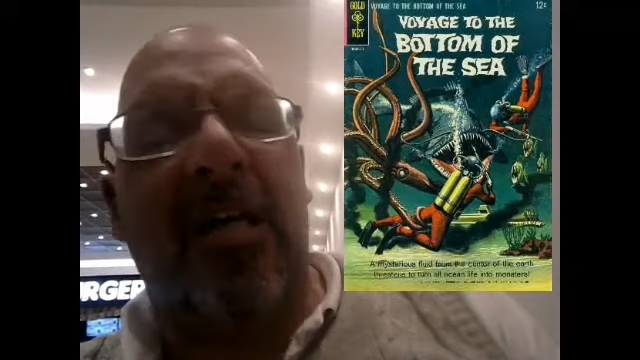 GOLD
KEY
VOYAGE TO THE BOTTOM OF THE SEA
12¢
VOYAGE TO THE
BOTTOM OF
THE SEA
A mysterious fluid from the center of the earth
threatens to turn all ocean life into monsters!
RGER